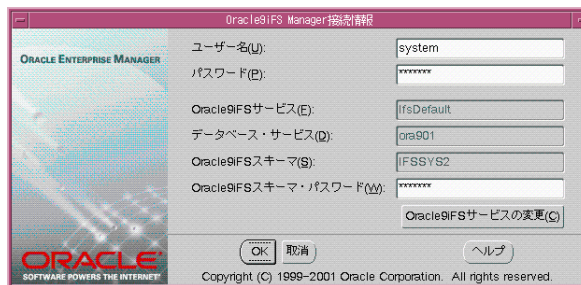 Oracle9iFS Manager接続情報
ORACLE ENTERPRISE MANAGER
ユーザー名(U):
system
パスワード(P):
*******
Oracle9iFSサービス(F):
IfsDefault
データベース・サービス(D):
ora901
Oracle9iFSスキーマ(S):
IFSSYS2
Oracle9iFSスキーマ・パスワード(W):
*******
Oracle9iFSサービスの変更(C)
OK
取消
ヘルプ
ORACLE
SOFTWARE POWERS THE INTERNET
Copyright (C) 1999-2001 Oracle Corporation. All rights reserved.